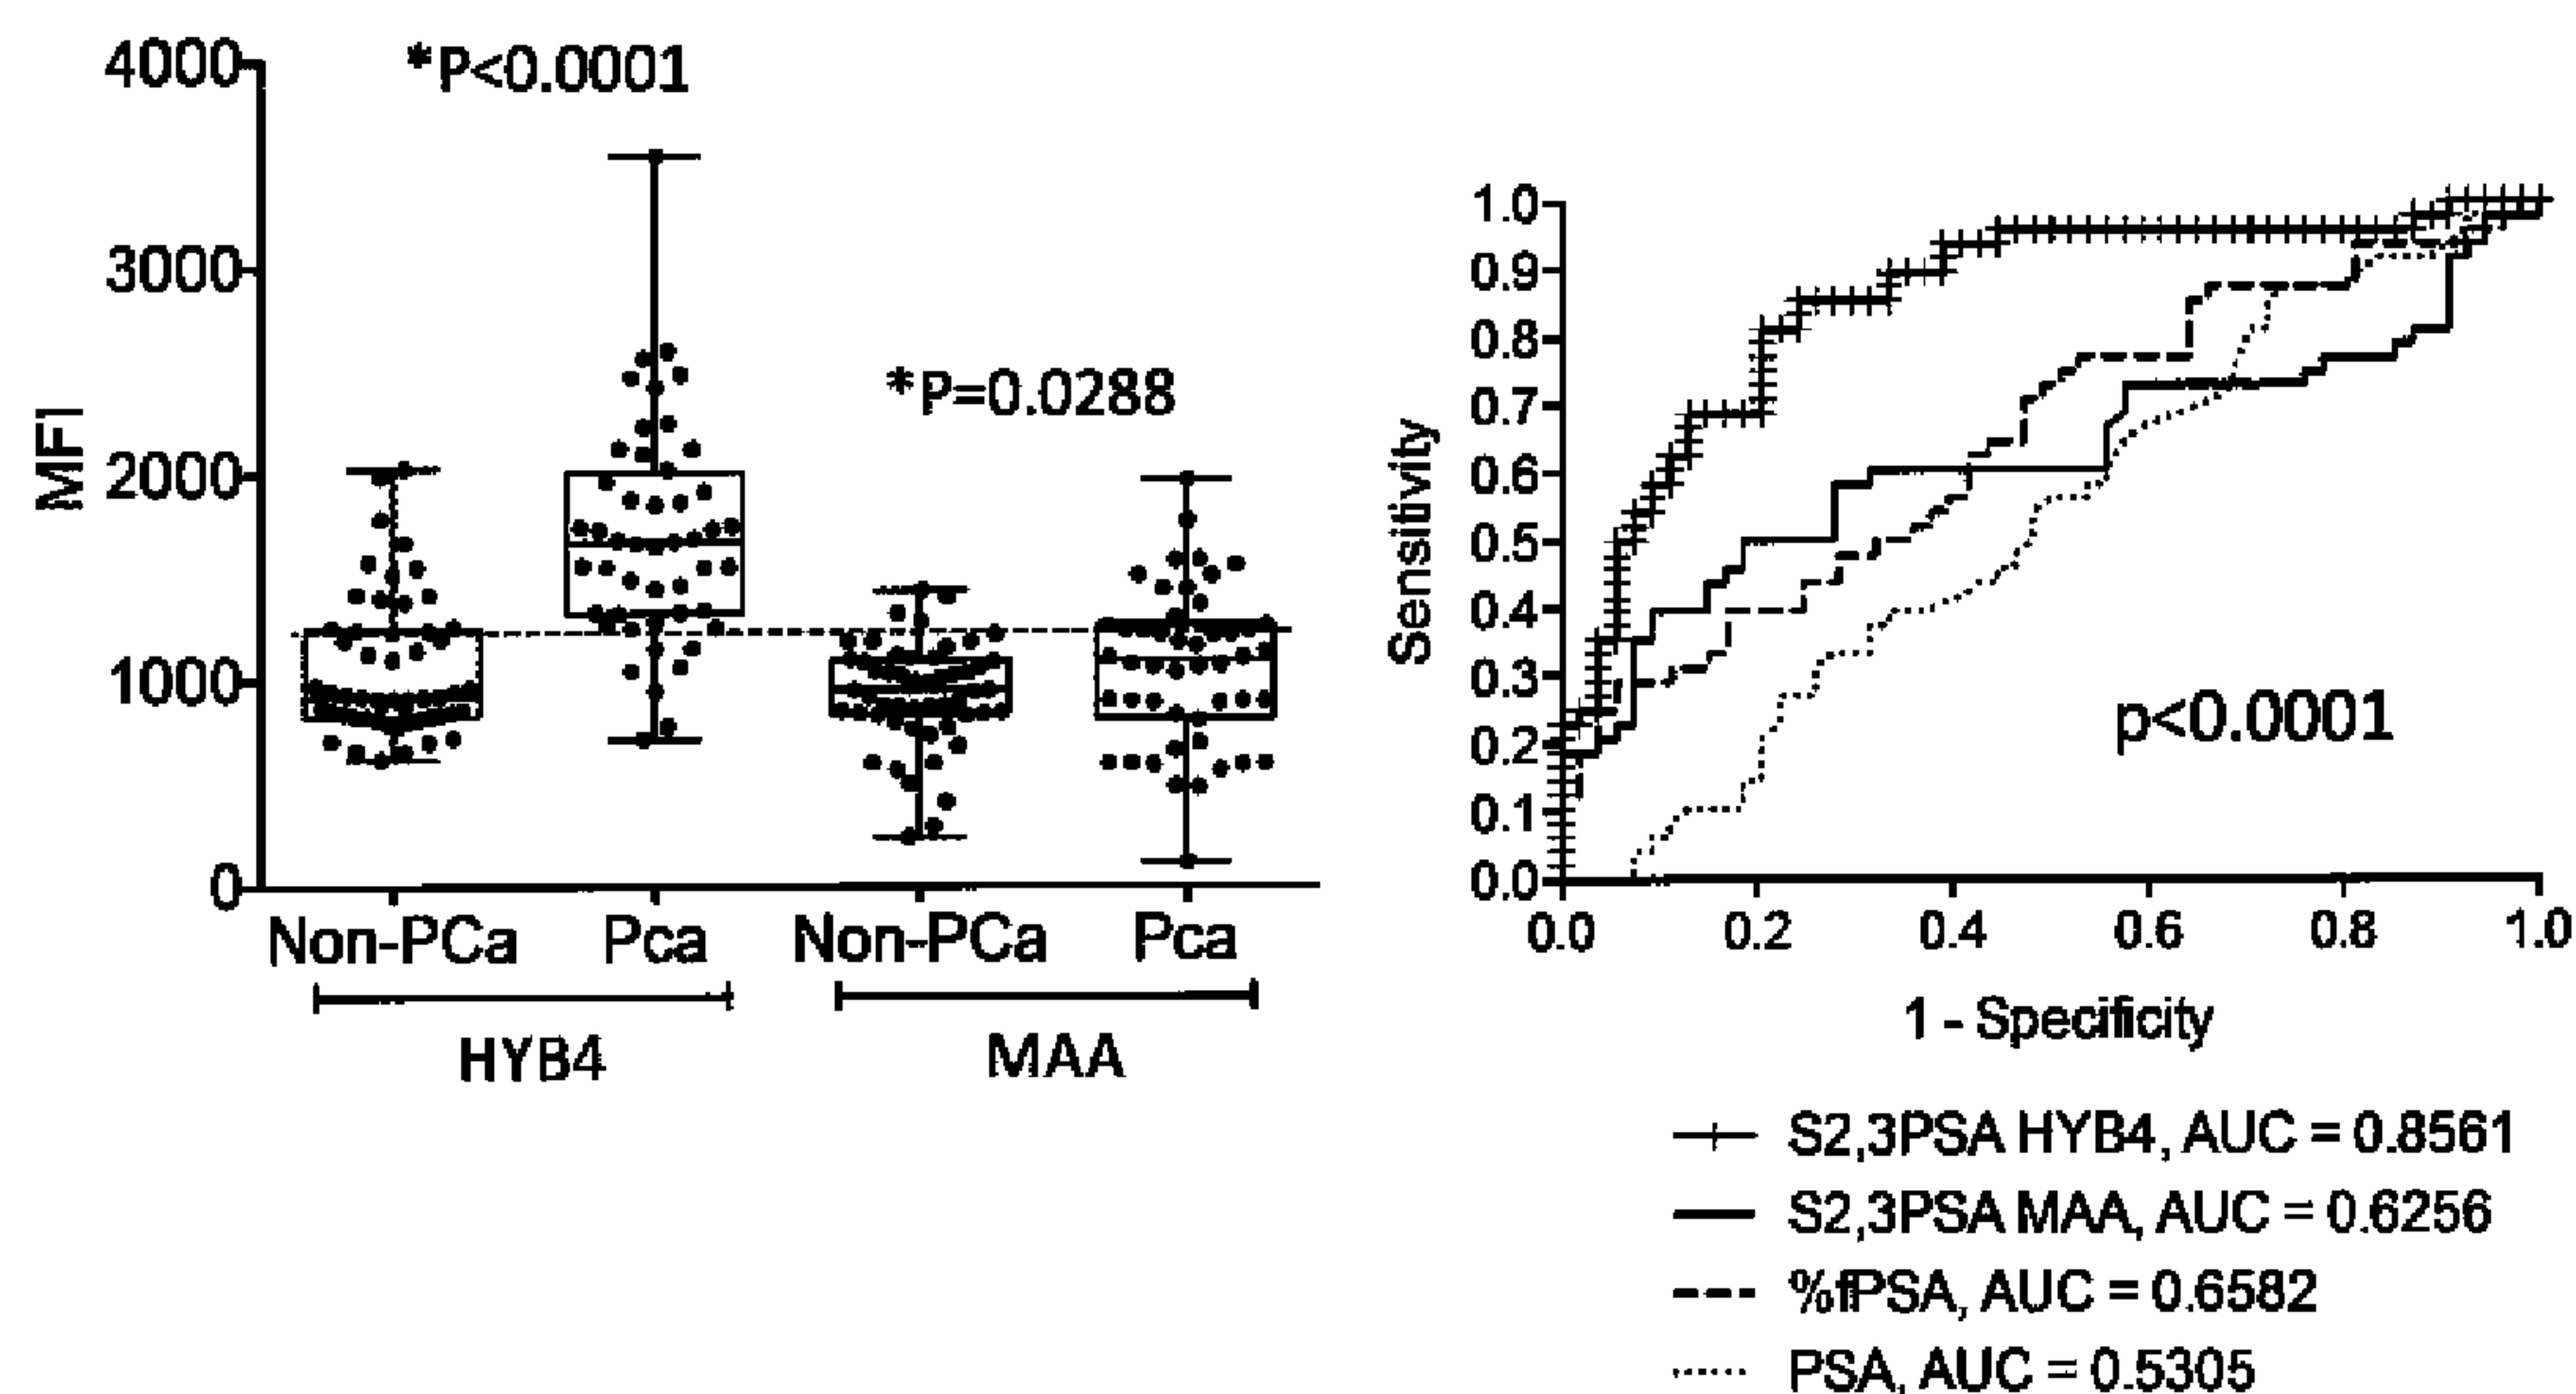 4000
3000
2000
1000
0
MFI
*P<0.0001
*P=0.0288
Non-PCa Pca Non-PCa Pca
HYB4 MAA
1.0
0.9
0.8
0.7
0.6
0.5
0.4
0.3
0.2
0.1
0.0
Sensitivity
p<0.0001
0.0 0.2 0.4 0.6 0.8 1.0
1 - Specificity
S2,3PSA HYB4, AUC = 0.8561
S2,3PSA MAA, AUC = 0.6256
%fPSA, AUC = 0.6582
PSA, AUC = 0.5305